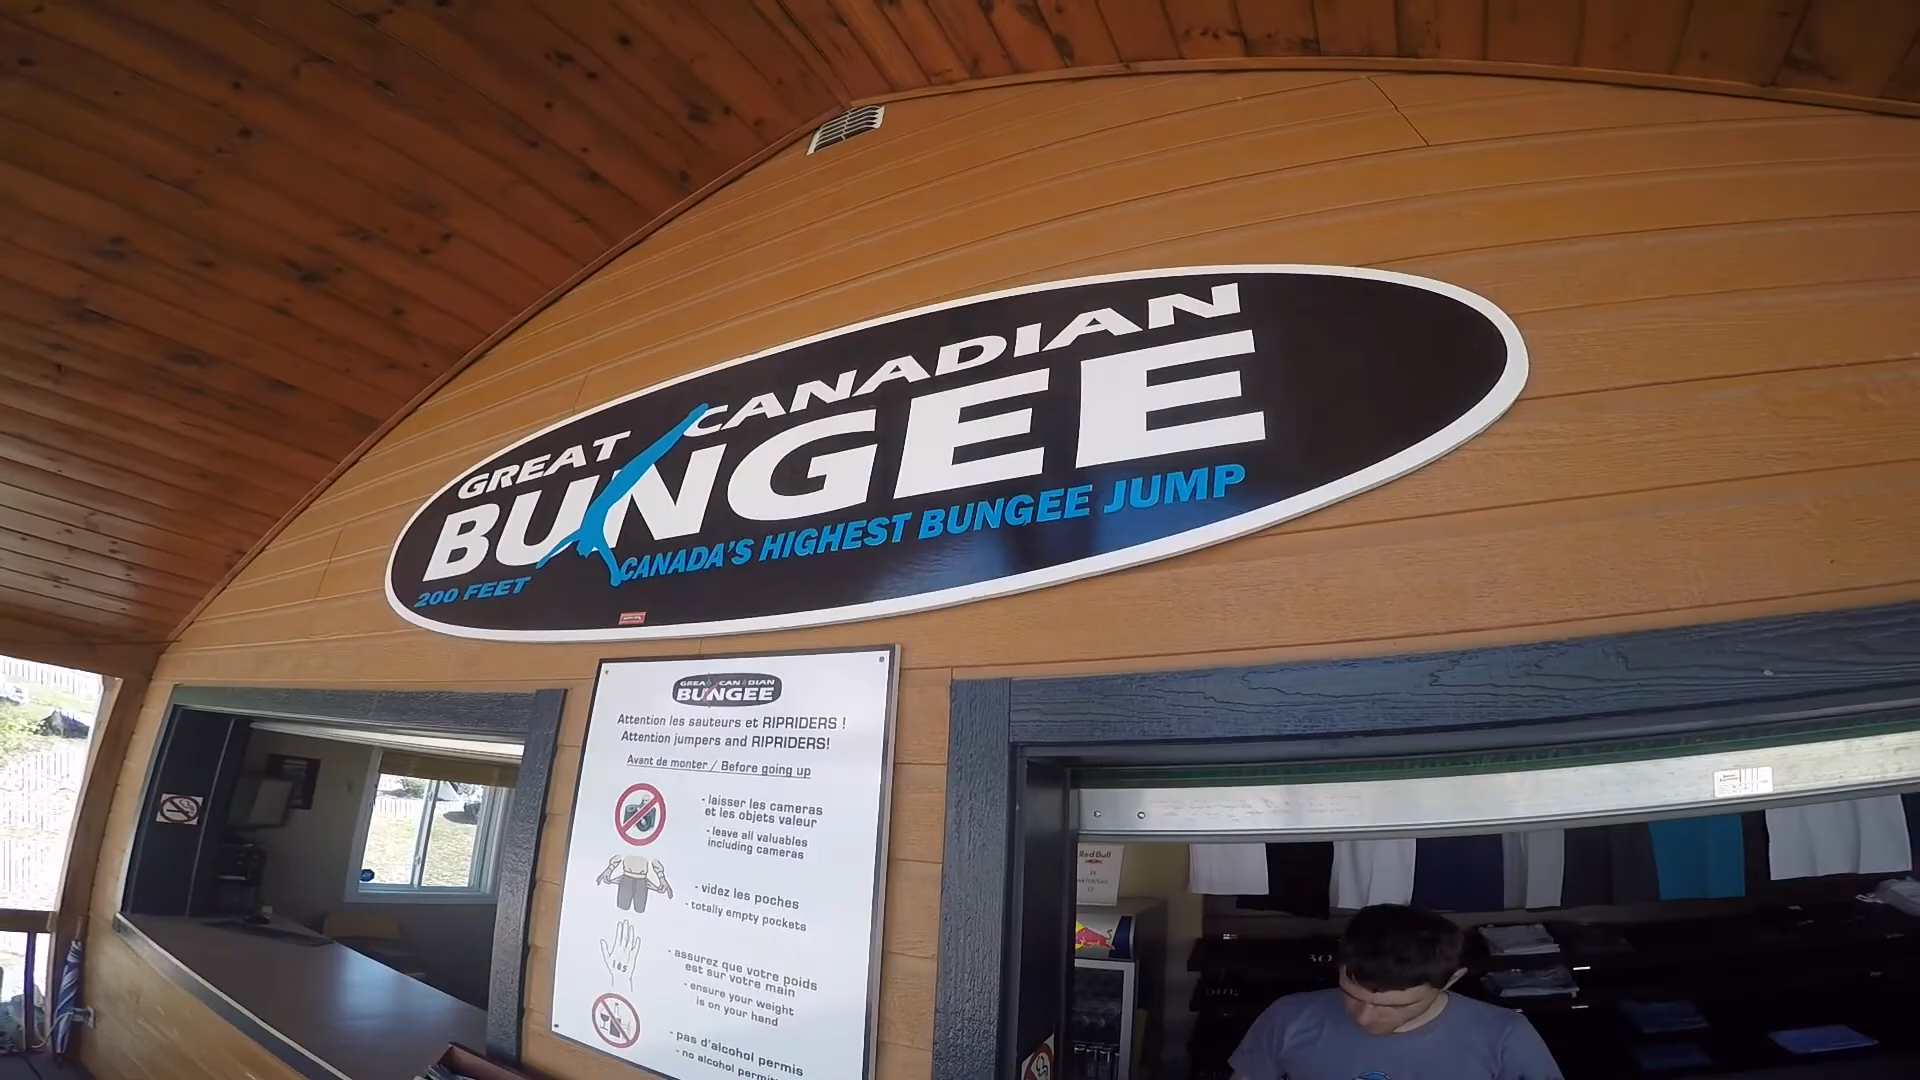 GREAT CANADIAN
BUNGEE
200 FEET
CANADA'S HIGHEST BUNGEE JUMP
GREAT CANADIAN
BUNGEE
Attention les sauteurs et RIPRIDERS !
Attention jumpers and RIPRIDERS!
Avant de monter / Before going up
- laisser les cameras
et les objets valeur
- leave all valuables
including cameras
- videz les poches
- totally empty pockets
185
- assurez que votre poids
est sur votre main
- ensure your weight
is on your hand
- pas d'alcohol permis
- no alcohol
Red Bull